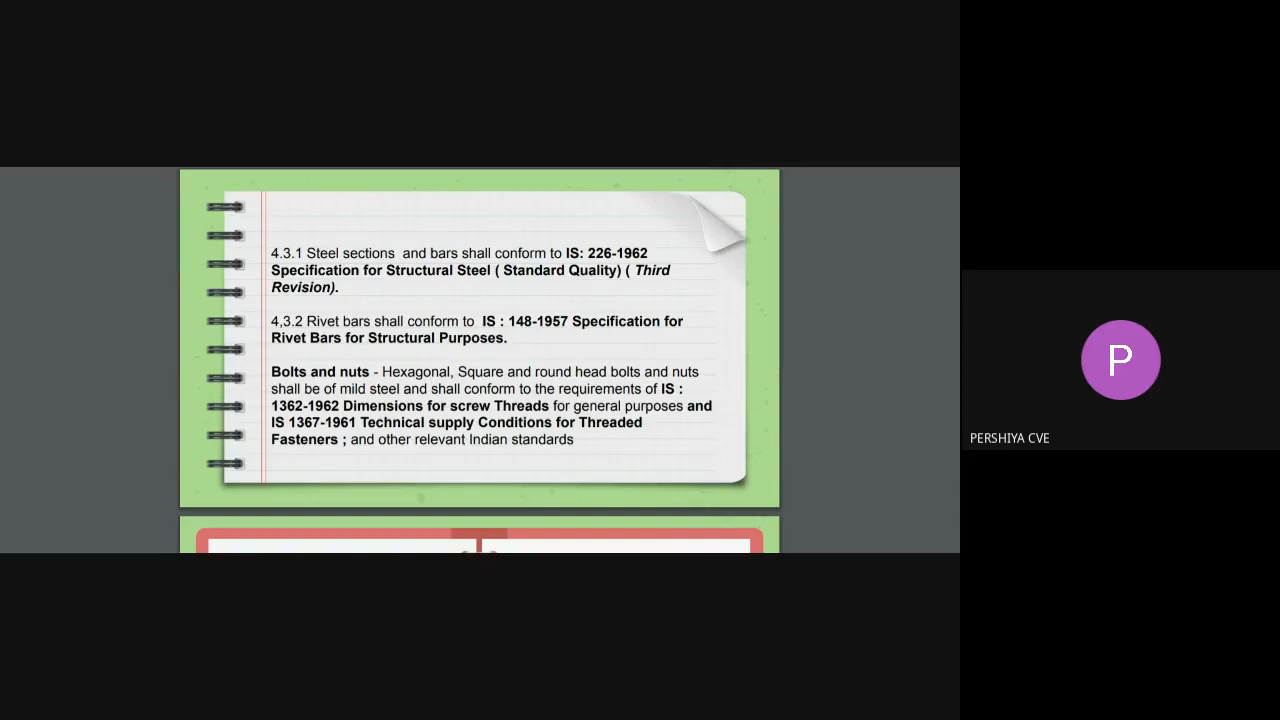 4.3.1 Steel sections and bars shall conform to IS: 226-1962
Specification for Structural Steel ( Standard Quality) ( Third
Revision).
4,3.2 Rivet bars shall conform to IS : 148-1957 Specification for
Rivet Bars for Structural Purposes.
Bolts and nuts - Hexagonal, Square and round head bolts and nuts
shall be of mild steel and shall conform to the requirements of IS :
1362-1962 Dimensions for screw Threads for general purposes and
IS 1367-1961 Technical supply Conditions for Threaded
Fasteners ; and other relevant Indian standards
P
PERSHIYA CVE